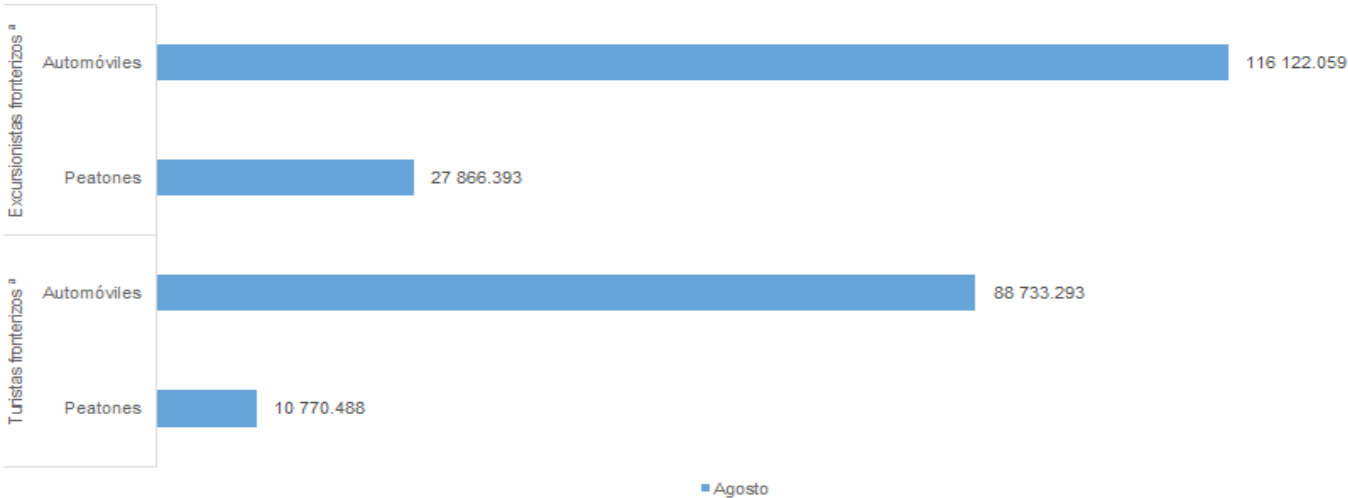 Excursionistas fronterizos ª
Automóviles
116 122.059
Peatones
27 866.393
Turistas fronterizos ª
Automóviles
88 733.293
Peatones
10 770.488
Agosto